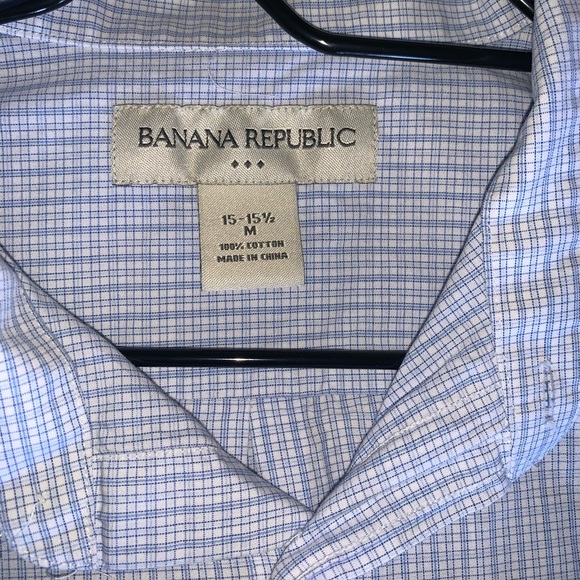 BANANA REPUBLIC
15-15½
M
100% COTTON
MADE IN CHINA